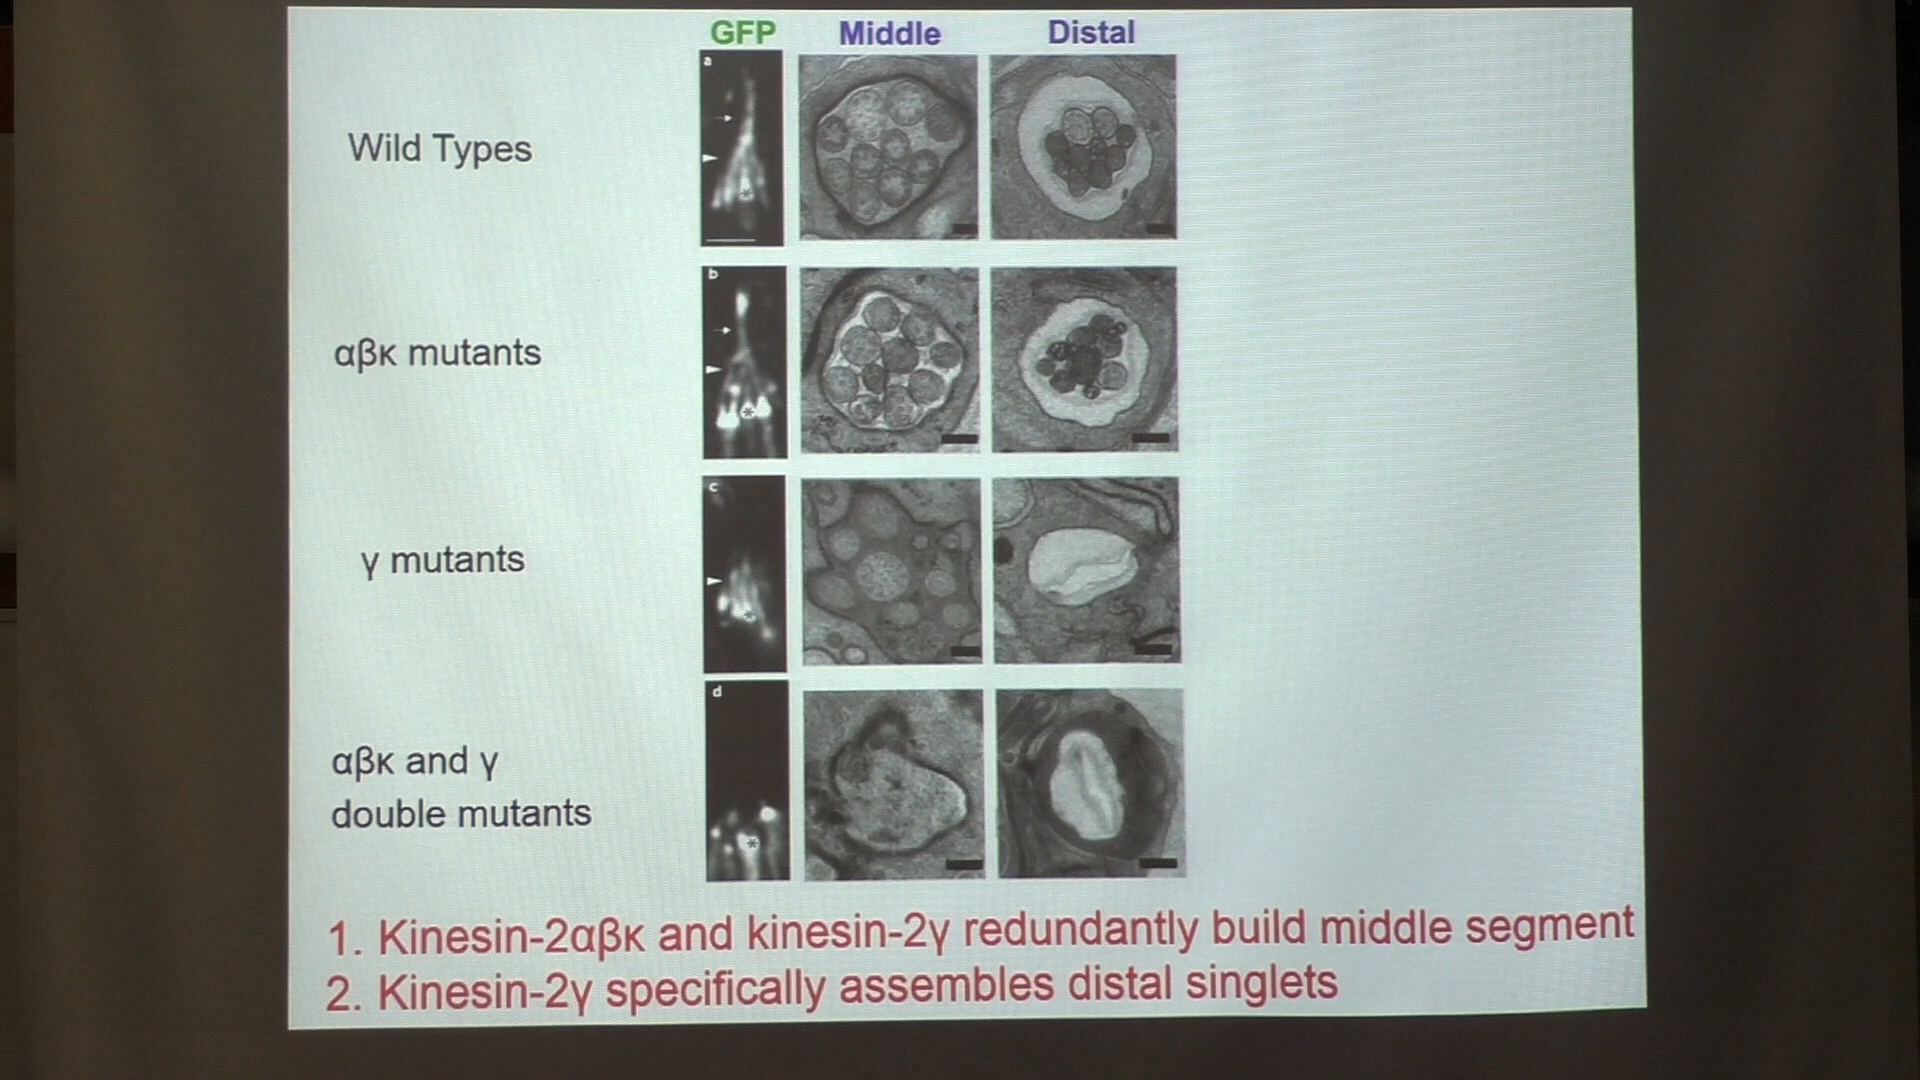 GFP Middle Distal
Wild Types
a
*
αβκ mutants
b
*
γ mutants
c
*
αβκ and γ
double mutants
d
*
1. Kinesin-2αβκ and kinesin-2γ redundantly build middle segment
2. Kinesin-2γ specifically assembles distal singlets